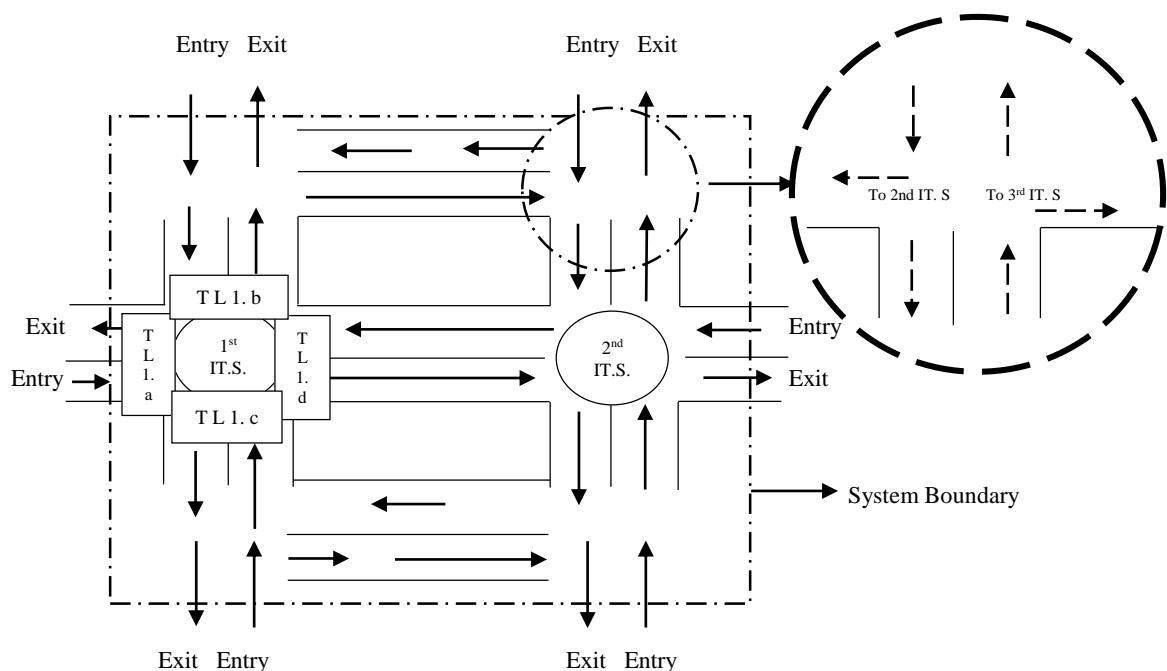 Entry Exit
Entry Exit
To 2nd IT. S
To 3rd IT. S
T L 1. b
Exit
Entry
T L 1. a
1st IT.S.
T L 1. d
2nd IT.S.
Entry
Exit
T L 1. c
System Boundary
Exit Entry
Exit Entry